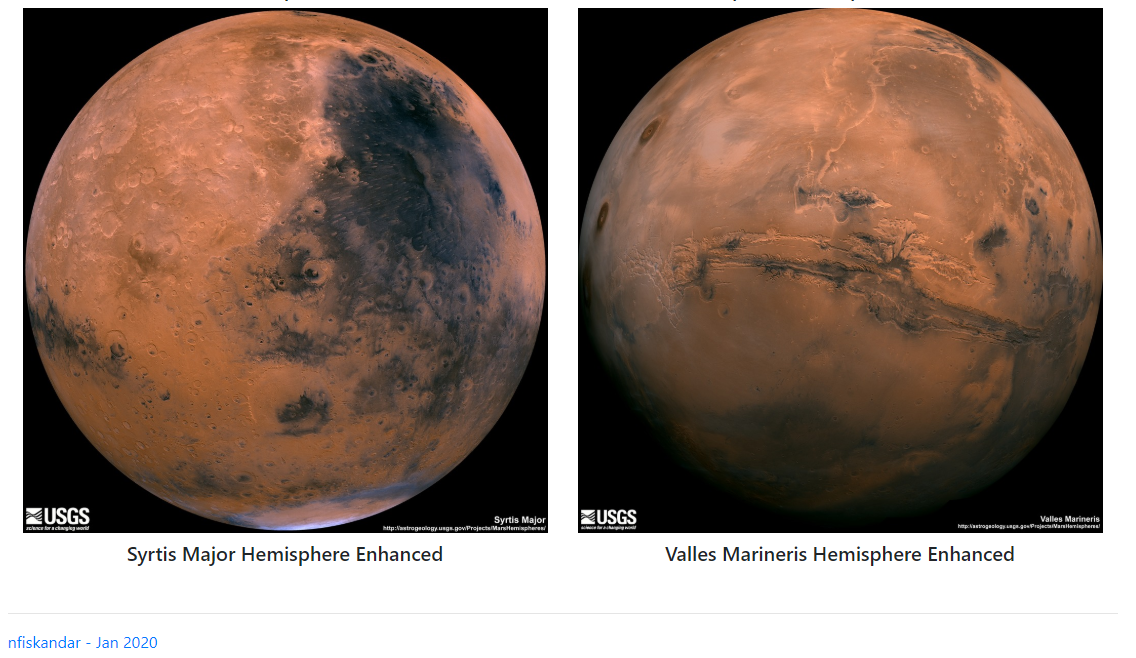 USGS
science for a changing world
Syrtis Major
http://astrogeology.usgs.gov/Projects/MarsHemispheres/
USGS
science for a changing world
Valles Marineris
http://astrogeology.usgs.gov/Projects/MarsHemispheres/
Syrtis Major Hemisphere Enhanced
Valles Marineris Hemisphere Enhanced
nfiskandar - Jan 2020